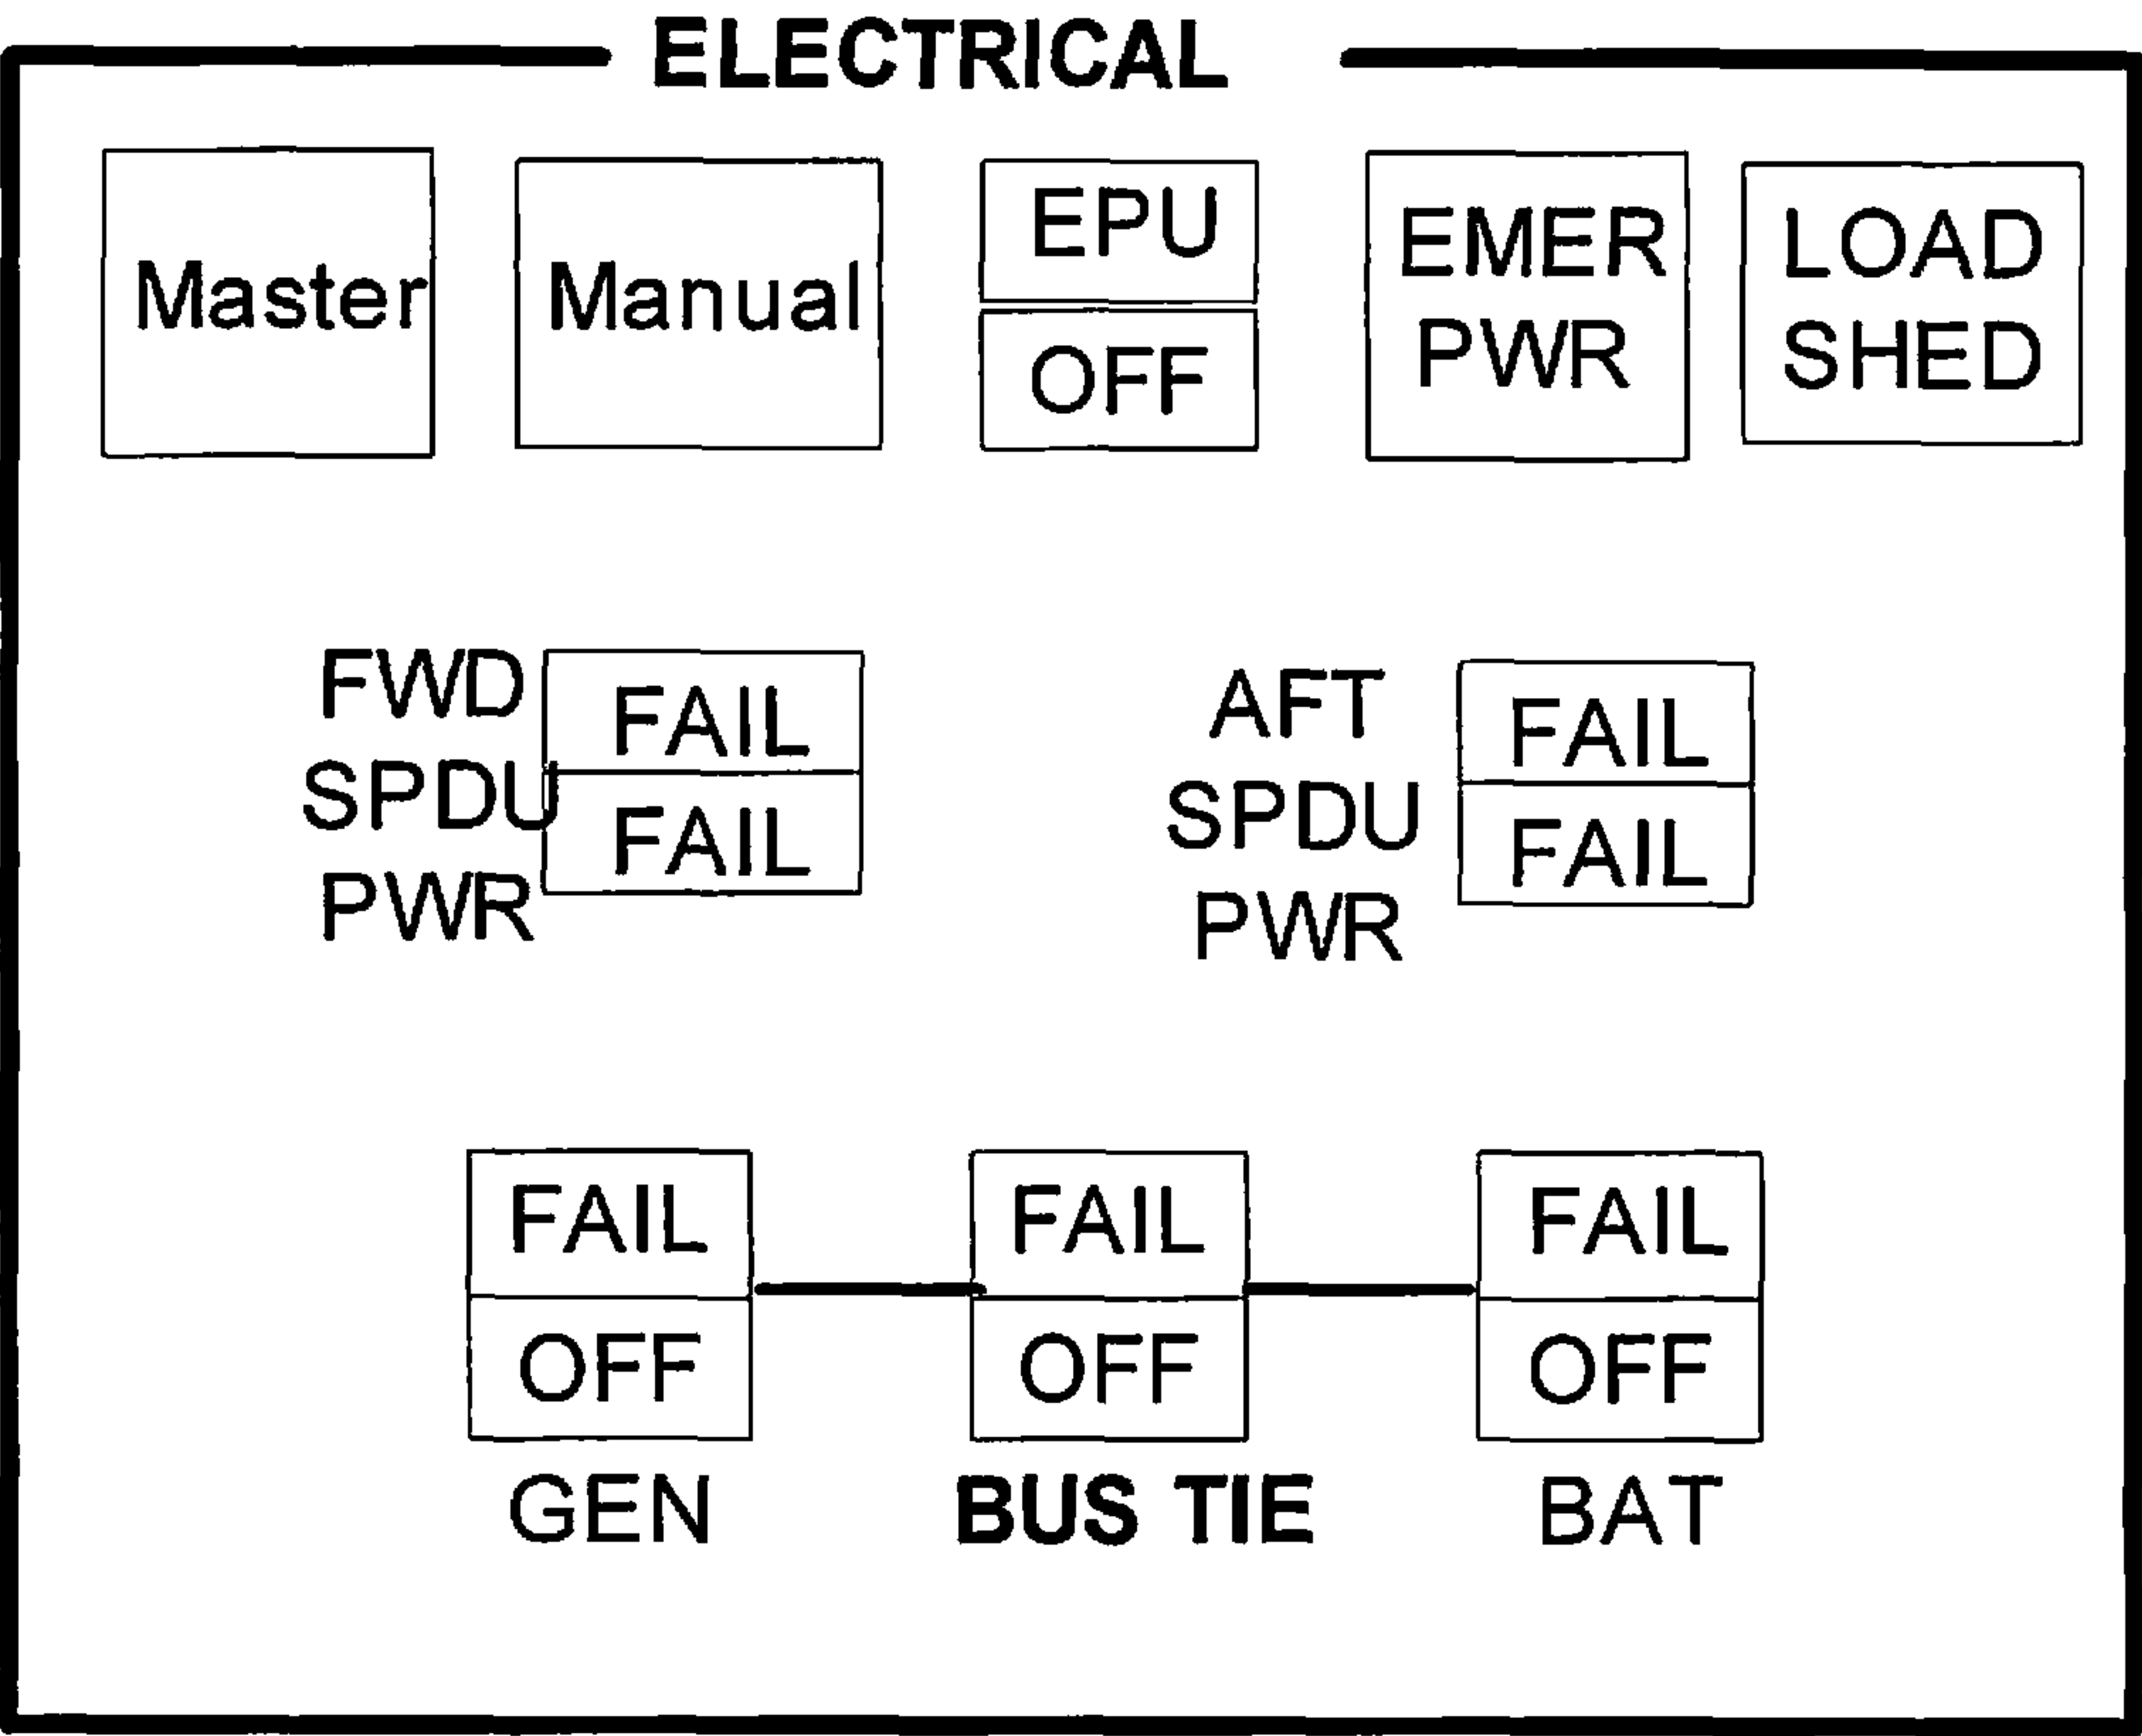 ELECTRICAL
Master
Manual
EPU
OFF
EMER
PWR
LOAD
SHED
FWD
SPDU
PWR
FAIL
FAIL
AFT
SPDU
PWR
FAIL
FAIL
FAIL
OFF
GEN
FAIL
OFF
BUS TIE
FAIL
OFF
BAT